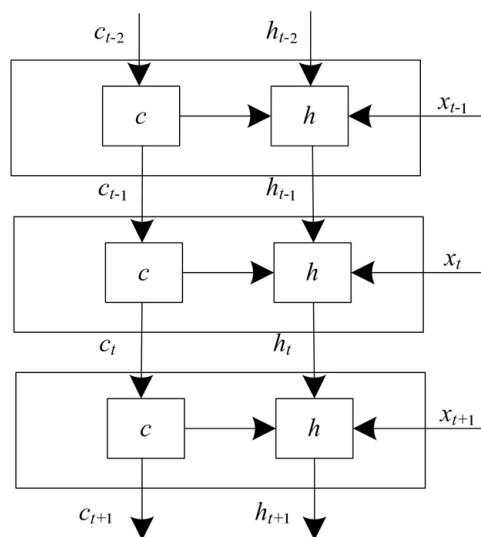 c_{t-2} h_{t-2}
c h x_{t-1}
c_{t-1} h_{t-1}
c h x_t
c_t h_t
c h x_{t+1}
c_{t+1} h_{t+1}